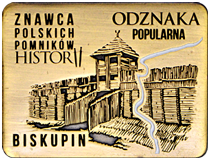 ZNAWCA
POLSKICH
POMNIKÓW
HISTORII
ODZNAKA
POPULARNA
BISKUPIN